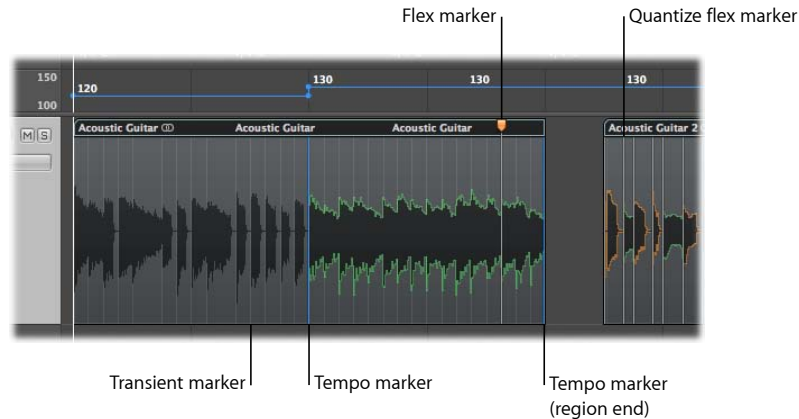 Flex marker
Quantize flex marker
150
100
120
130
130
130
M S
Acoustic Guitar
Acoustic Guitar
Acoustic Guitar
Acoustic Guitar 2
Transient marker
Tempo marker
Tempo marker
(region end)